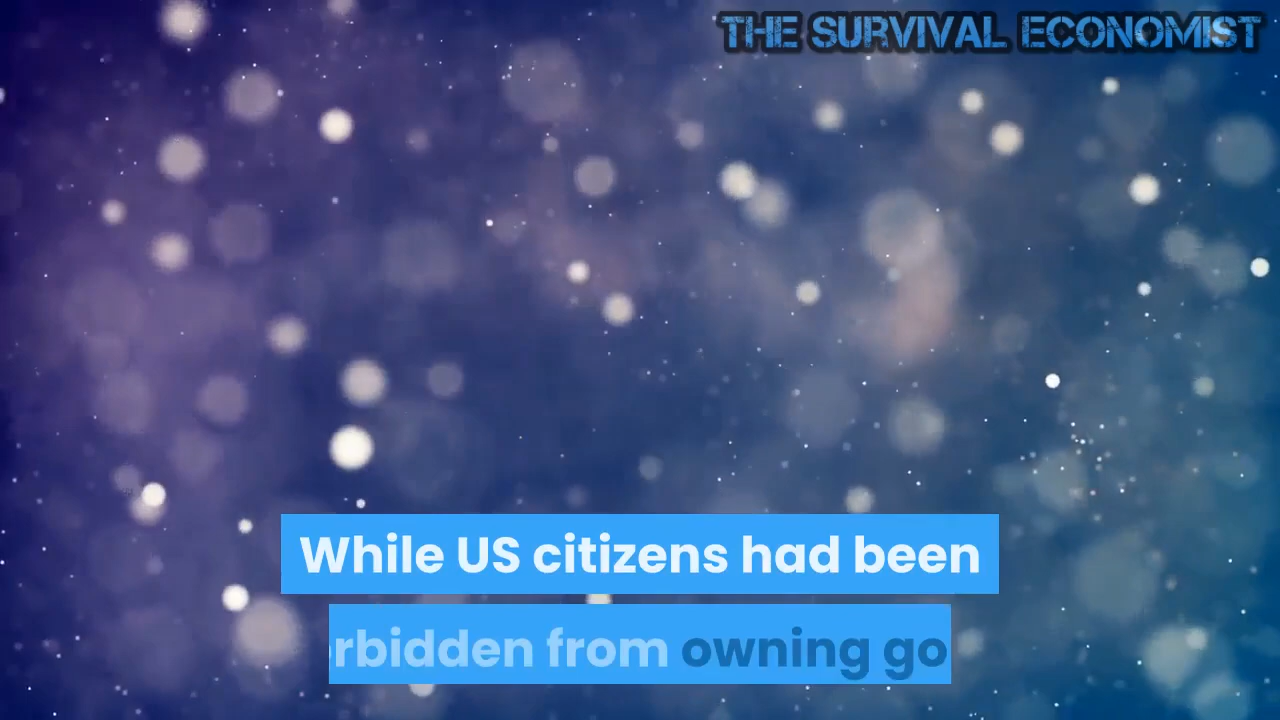 THE SURVIVAL ECONOMIST
While US citizens had been
rbidden from owning go